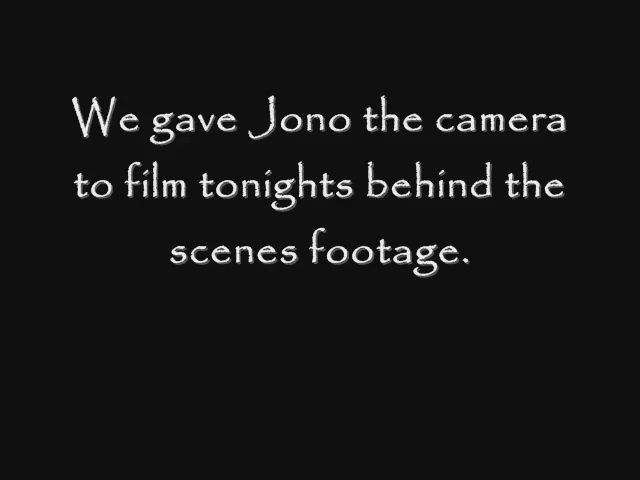 We gave Jono the camera
to film tonights behind the
scenes footage.